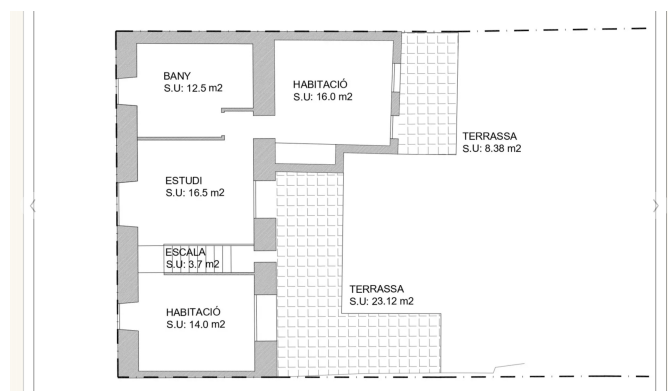 BANY
S.U: 12.5 m2
HABITACIÓ
S.U: 16.0 m2
TERRASSA
S.U: 8.38 m2
ESTUDI
S.U: 16.5 m2
ESCALA
S.U: 3.7 m2
TERRASSA
S.U: 23.12 m2
HABITACIÓ
S.U: 14.0 m2